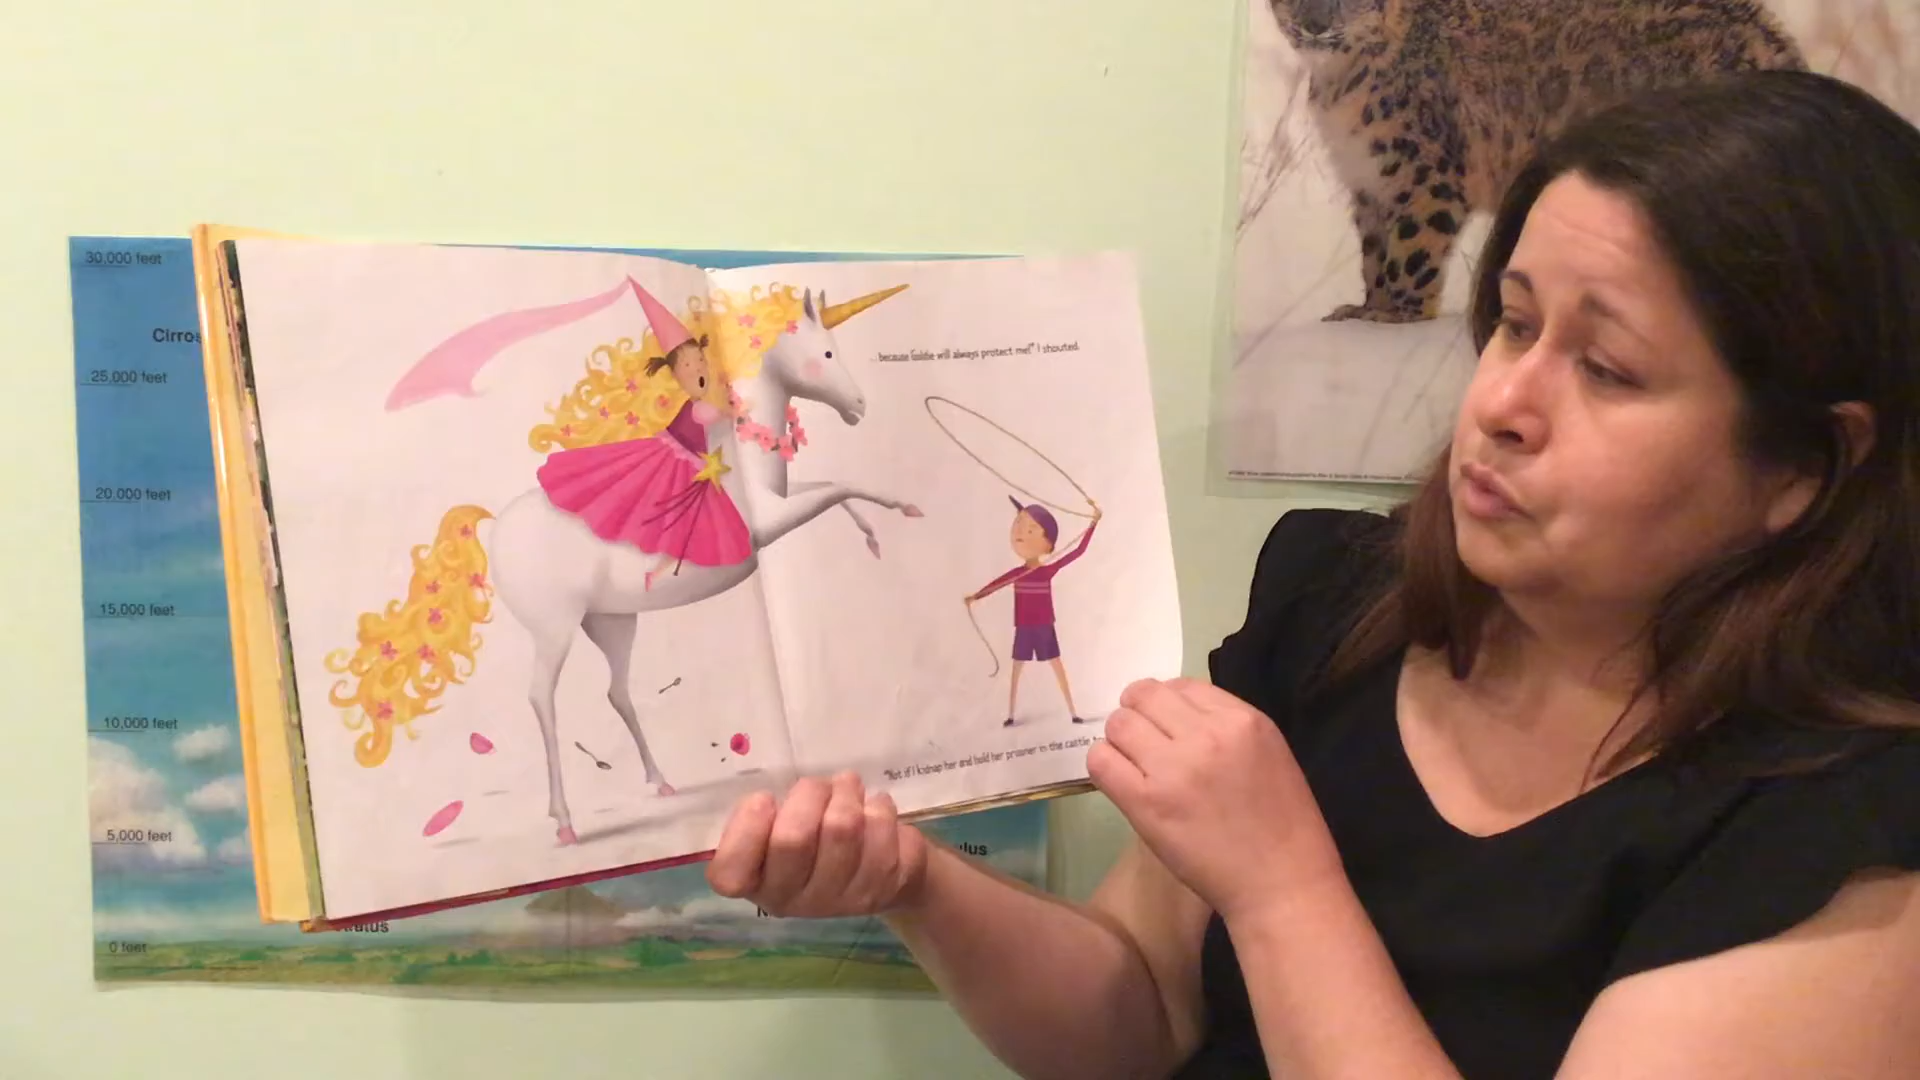 30,000 feet
Cirros
25,000 feet
20,000 feet
15,000 feet
10,000 feet
5,000 feet
0 feet
ulus
... because Goldie will always protect me!" I shouted.
"Not if I kidnap her and hold her prisoner in the castle